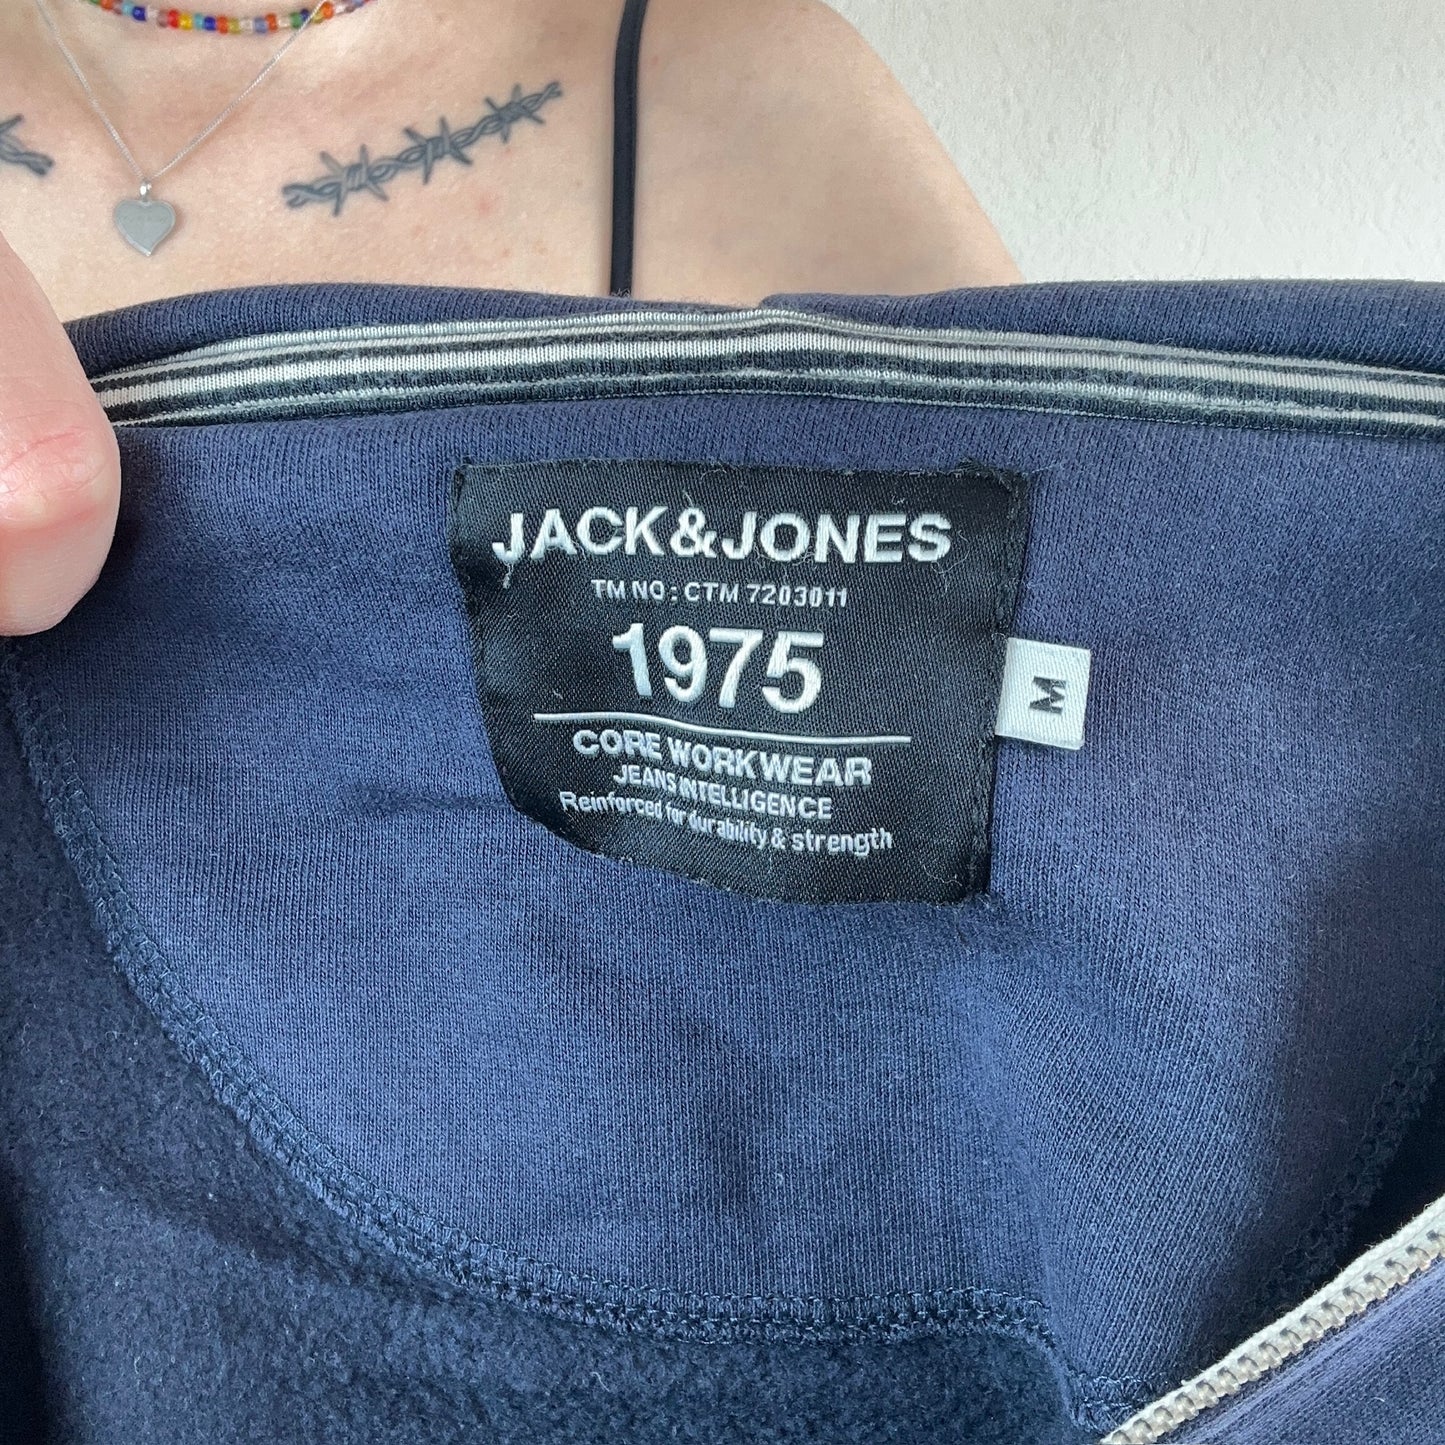 JACK&JONES
TM NO: CTM 7203011
1975
CORE WORKWEAR
JEANS INTELLIGENCE
Reinforced for durability & strength
M